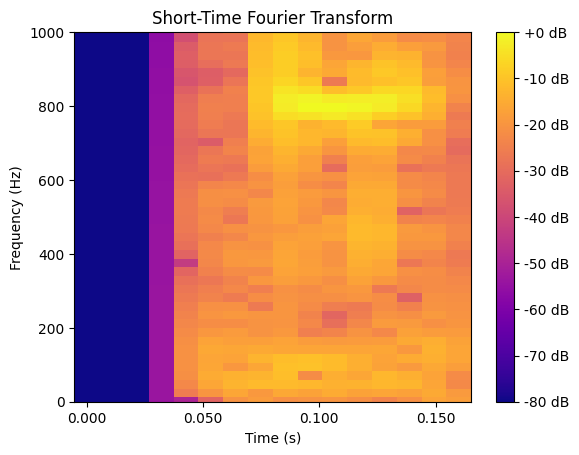 Short-Time Fourier Transform
1000
800
600
400
200
0
Frequency (Hz)
0.000
0.050
0.100
0.150
Time (s)
+0 dB
-10 dB
-20 dB
-30 dB
-40 dB
-50 dB
-60 dB
-70 dB
-80 dB